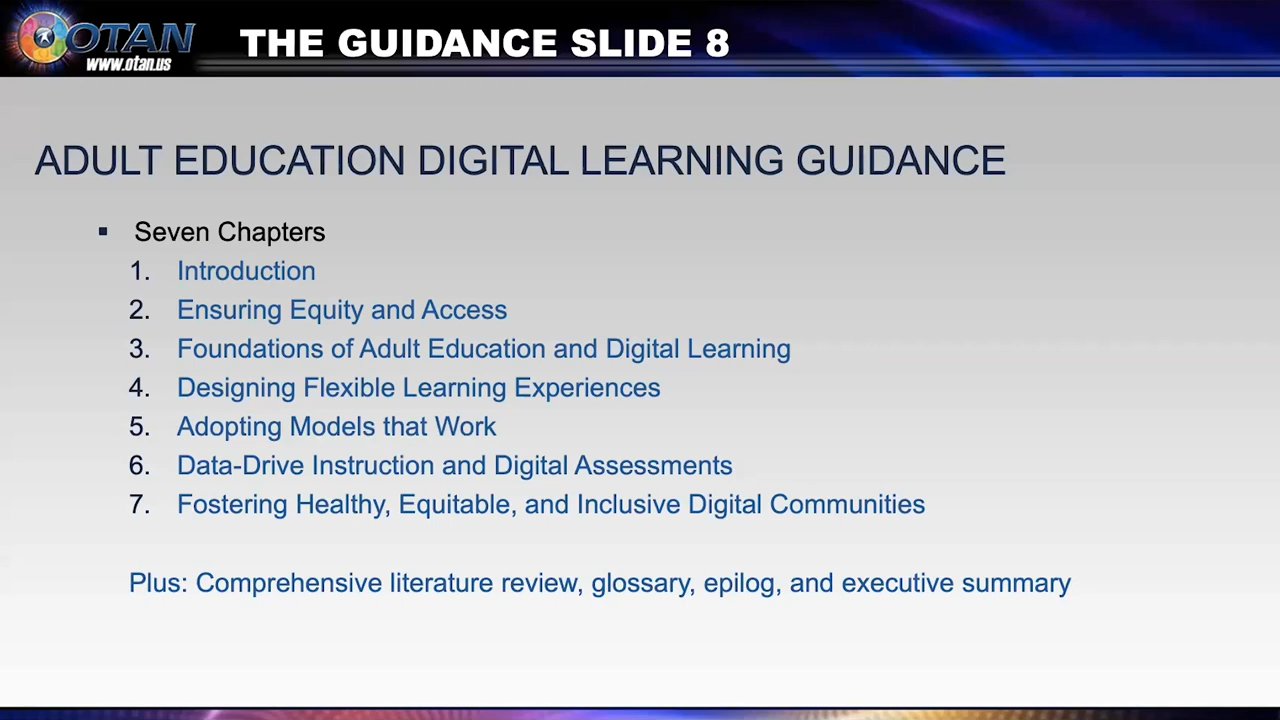 OTAN
www.otan.us
THE GUIDANCE SLIDE 8
ADULT EDUCATION DIGITAL LEARNING GUIDANCE
▪ Seven Chapters
1. Introduction
2. Ensuring Equity and Access
3. Foundations of Adult Education and Digital Learning
4. Designing Flexible Learning Experiences
5. Adopting Models that Work
6. Data-Drive Instruction and Digital Assessments
7. Fostering Healthy, Equitable, and Inclusive Digital Communities
Plus: Comprehensive literature review, glossary, epilog, and executive summary